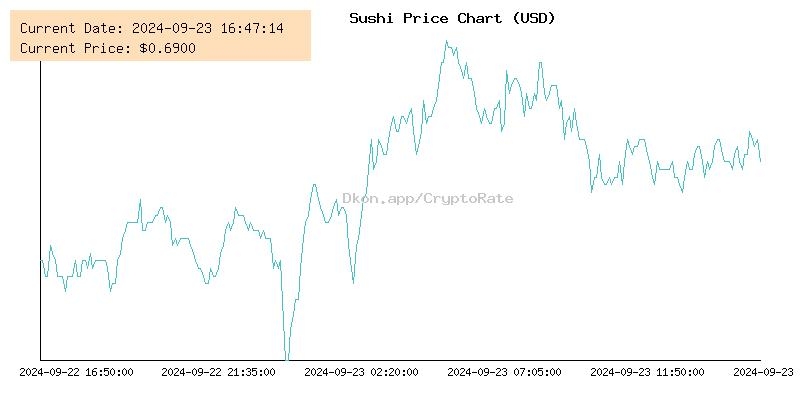 Sushi Price Chart (USD)
Current Date: 2024-09-23 16:47:14
Current Price: $0.6900
Dkon.app/CryptoRate
2024-09-22 16:50:00
2024-09-22 21:35:00
2024-09-23 02:20:00
2024-09-23 07:05:00
2024-09-23 11:50:00
2024-09-23